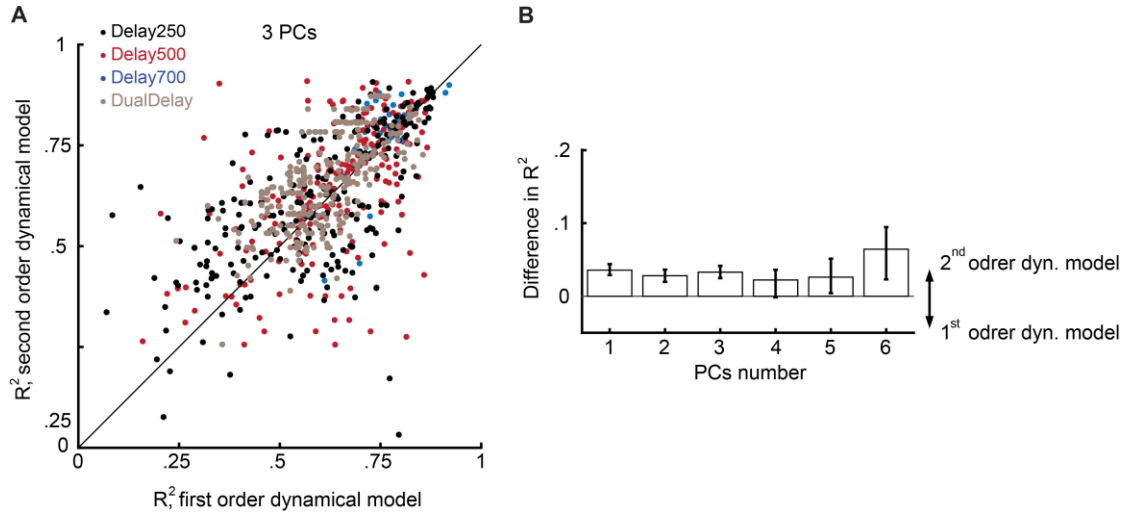 A
3 PCs
Delay250
Delay500
Delay700
DualDelay
R², second order dynamical model
1
.75
.5
.25
0
0
.25
.5
.75
1
R², first order dynamical model
B
Difference in R²
.2
.1
0
1
2
3
4
5
6
PCs number
2nd odrer dyn. model
1st odrer dyn. model